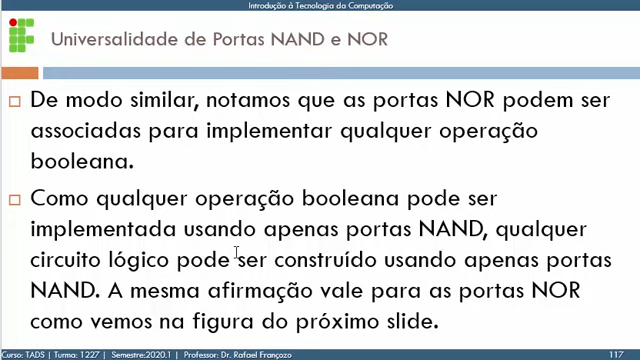 Introdução à Tecnologia da Computação
Universalidade de Portas NAND e NOR
De modo similar, notamos que as portas NOR podem ser
associadas para implementar qualquer operação
booleana.
Como qualquer operação booleana pode ser
implementada usando apenas portas NAND, qualquer
circuito lógico pode ser construído usando apenas portas
NAND. A mesma afirmação vale para as portas NOR
como vemos na figura do próximo slide.
Curso: TADS | Turma: 1227 | Semestre:2020.1 | Professor: Dr. Rafael Françozo 117